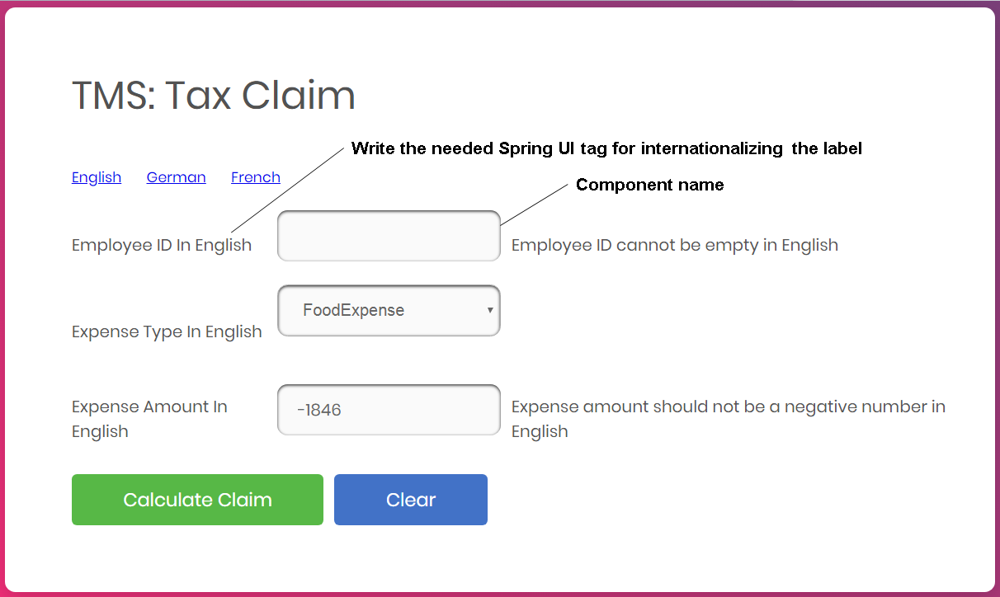 TMS: Tax Claim
Write the needed Spring UI tag for internationalizing the label
English German French
Component name
Employee ID In English
Employee ID cannot be empty in English
FoodExpense
Expense Type In English
Expense Amount In
English
-1846
Expense amount should not be a negative number in
English
Calculate Claim
Clear